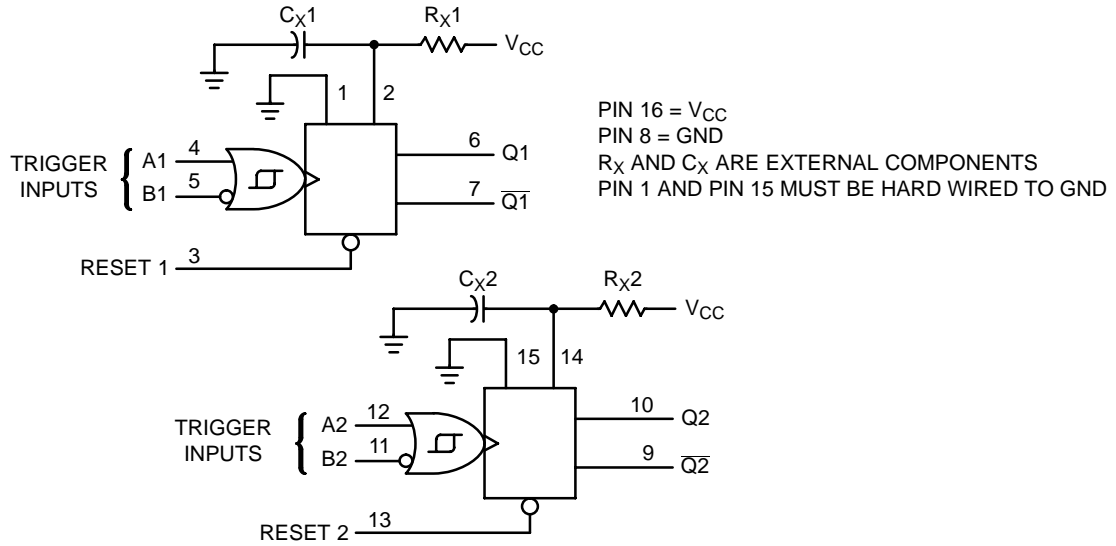 CX1
RX1
VCC
1
2
PIN 16 = VCC
PIN 8 = GND
RX AND CX ARE EXTERNAL COMPONENTS
PIN 1 AND PIN 15 MUST BE HARD WIRED TO GND
TRIGGER
INPUTS
A1
4
B1
5
6
Q1
7
Q1
RESET 1
3
CX2
RX2
VCC
15
14
TRIGGER
INPUTS
A2
12
B2
11
10
Q2
9
Q2
RESET 2
13